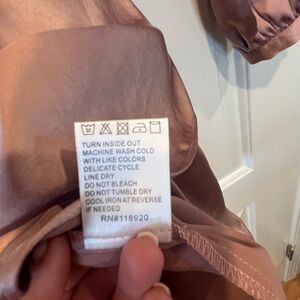 TURN INSIDE OUT
MACHINE WASH COLD
WITH LIKE COLORS
DELICATE CYCLE
LINE DRY
DO NOT BLEACH
DO NOT TUMBLE DRY
COOL IRON AT REVERSE
IF NEEDED
RN#118920